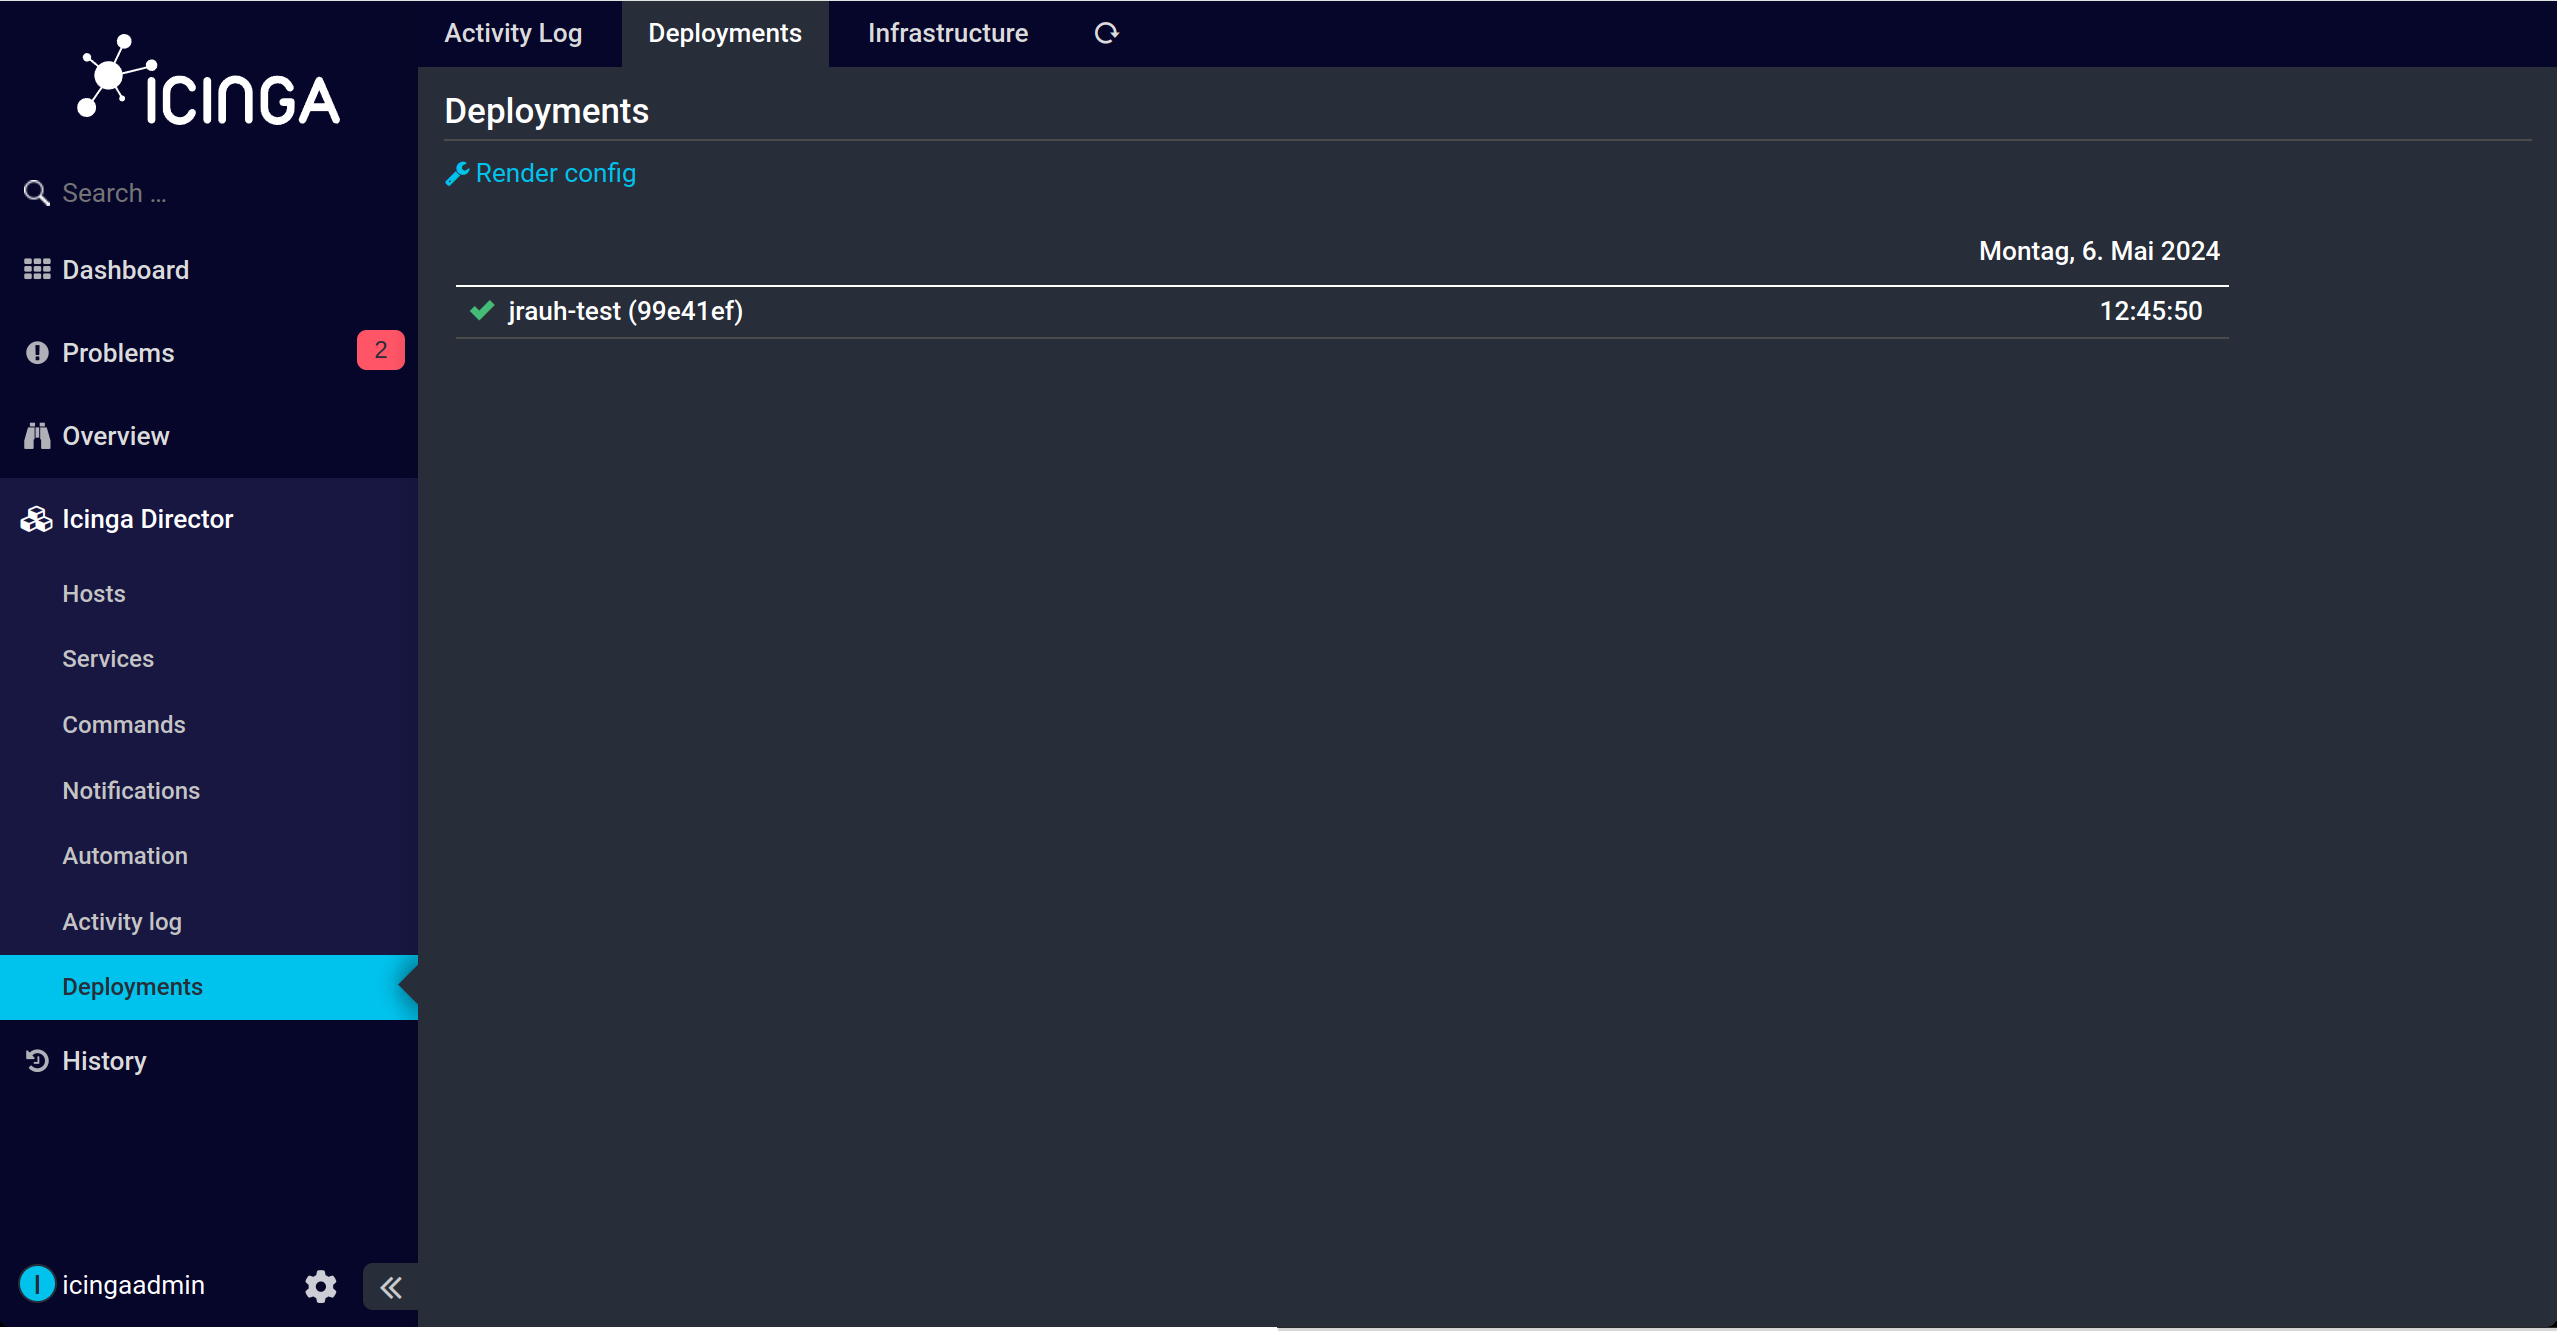 ICINGA
Search ...
Dashboard
Problems 2
Overview
Icinga Director
Hosts
Services
Commands
Notifications
Automation
Activity log
Deployments
History
I icingaadmin
Activity Log Deployments Infrastructure
Deployments
Render config
Montag, 6. Mai 2024
jrauh-test (99e41ef) 12:45:50